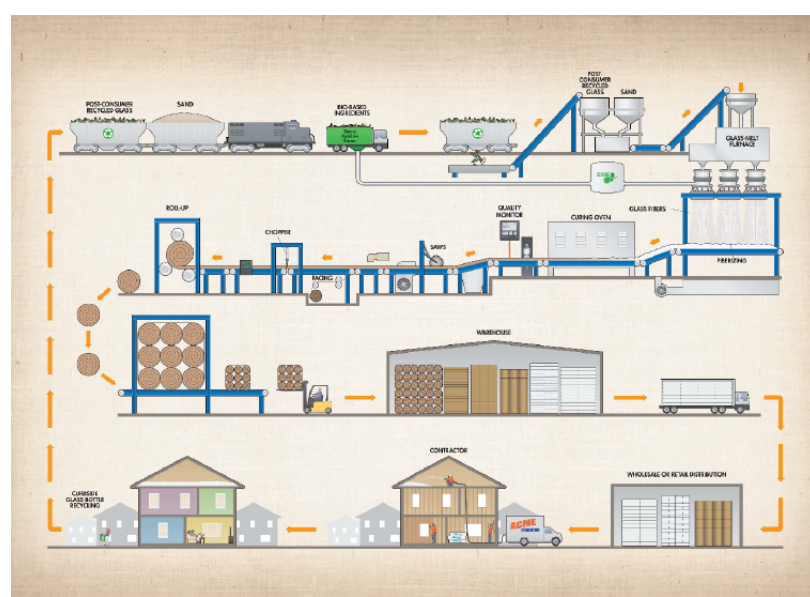 POST-CONSUMER
RECYCLED GLASS
SAND
BIO-BASED
INGREDIENTS
POST-
CONSUMER
RECYCLED
GLASS
SAND
GLASS-MELT
FURNACE
ROLL-UP
CHOPPER
FACING
SAWS
QUALITY
MONITOR
CURING OVEN
GLASS FIBERS
FIBERIZING
WAREHOUSE
CURBSIDE
GLASS BOTTLE
RECYCLING
CONTRACTOR
ACME
WHOLESALE OR RETAIL DISTRIBUTION